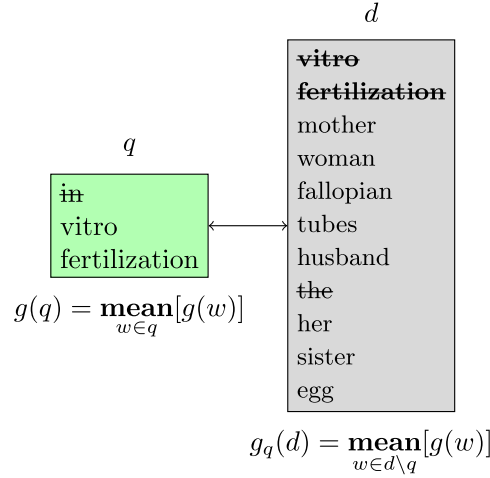 d
vitro
fertilization
mother
woman
fallopian
tubes
husband
the
her
sister
egg
q
in
vitro
fertilization
g(q) = mean[g(w)]
w∈q
g_q(d) = mean[g(w)]
w∈d\q